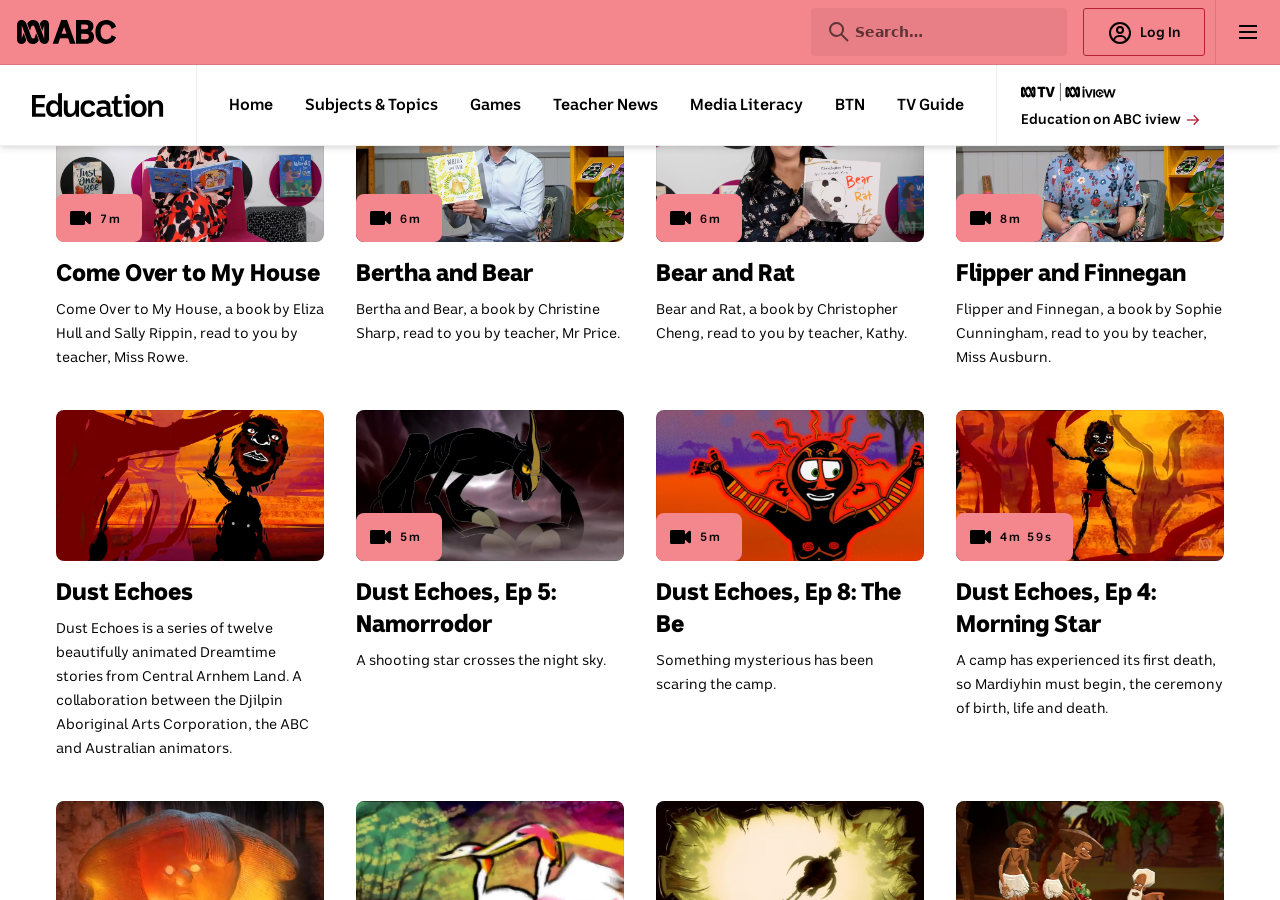 ABC
Search...
Log In
Education
Home
Subjects & Topics
Games
Teacher News
Media Literacy
BTN
TV Guide
TV iview
Education on ABC iview
Just One Bee
Bear and Rat
7m
6m
6m
8m
Come Over to My House
Come Over to My House, a book by Eliza
Hull and Sally Rippin, read to you by
teacher, Miss Rowe.
Bertha and Bear
Bertha and Bear, a book by Christine
Sharp, read to you by teacher, Mr Price.
Bear and Rat
Bear and Rat, a book by Christopher
Cheng, read to you by teacher, Kathy.
Flipper and Finnegan
Flipper and Finnegan, a book by Sophie
Cunningham, read to you by teacher,
Miss Ausburn.
5m
5m
4m 59s
Dust Echoes
Dust Echoes is a series of twelve
beautifully animated Dreamtime
stories from Central Arnhem Land. A
collaboration between the Djilpin
Aboriginal Arts Corporation, the ABC
and Australian animators.
Dust Echoes, Ep 5:
Namorrodor
A shooting star crosses the night sky.
Dust Echoes, Ep 8: The
Be
Something mysterious has been
scaring the camp.
Dust Echoes, Ep 4:
Morning Star
A camp has experienced its first death,
so Mardiyhin must begin, the ceremony
of birth, life and death.